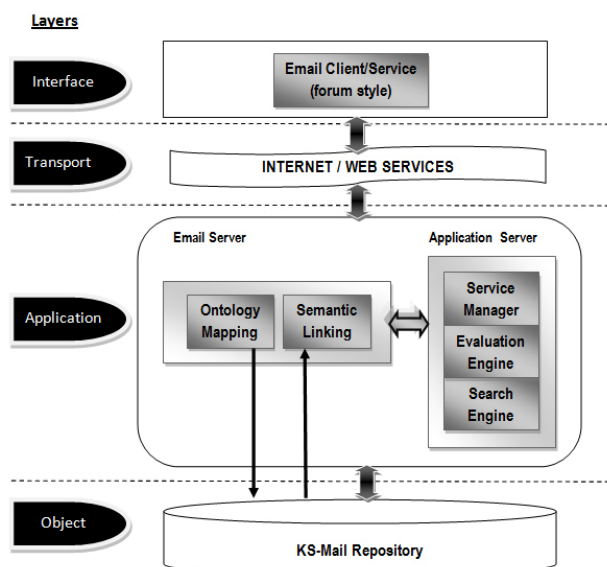 Layers
Interface
Email Client/Service
(forum style)
Transport
INTERNET / WEB SERVICES
Email Server
Application Server
Application
Ontology
Mapping
Semantic
Linking
Service
Manager
Evaluation
Engine
Search
Engine
Object
KS-Mail Repository